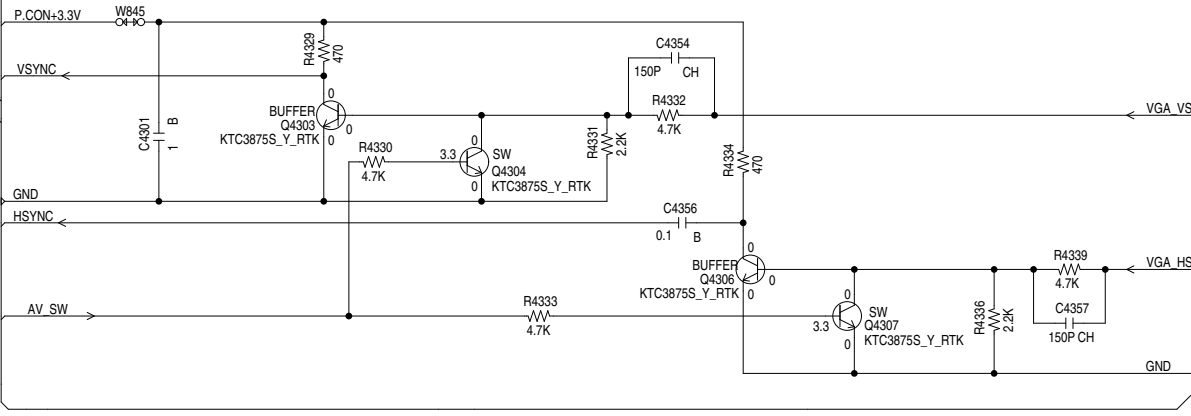 P.CON+3.3V
W845
R4329
470
C4354
150P
CH
VSYNC
R4332
4.7K
VGA_VS
C4301
1
B
0
BUFFER
Q4303
KTC3875S_Y_RTK
0
0
R4330
4.7K
3.3
0
SW
Q4304
KTC3875S_Y_RTK
0
R4331
2.2K
R4334
470
GND
HSYNC
C4356
0.1
B
0
BUFFER
Q4306
KTC3875S_Y_RTK
0
0
R4339
4.7K
VGA_HS
C4357
150P CH
AV_SW
R4333
4.7K
3.3
0
SW
Q4307
KTC3875S_Y_RTK
0
R4336
2.2K
GND